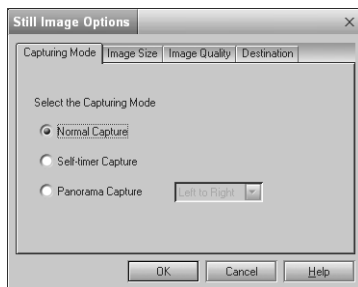 Still Image Options
Capturing Mode Image Size Image Quality Destination
Select the Capturing Mode
Normal Capture
Self-timer Capture
Panorama Capture Left to Right
OK Cancel Help